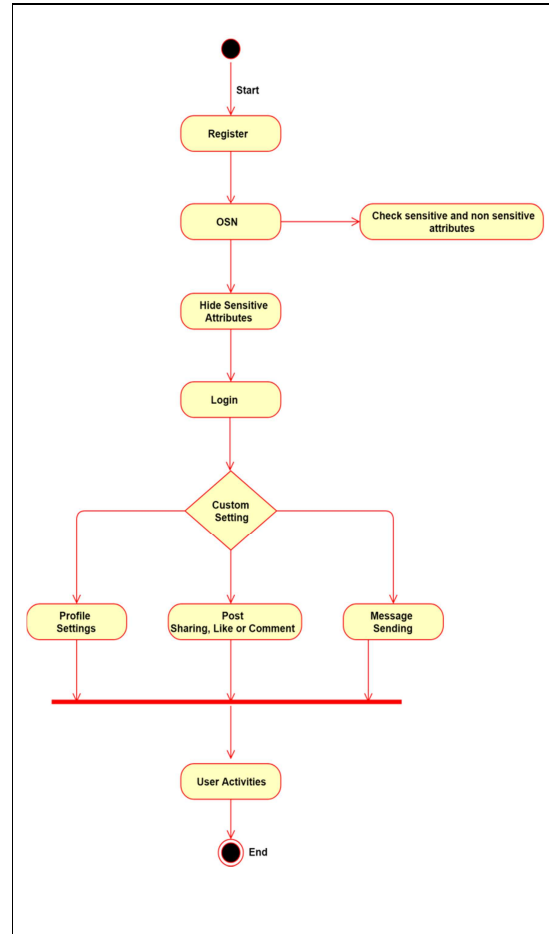 Start
Register
OSN
Check sensitive and non sensitive
attributes
Hide Sensitive
Attributes
Login
Custom
Setting
Profile
Settings
Post
Sharing, Like or Comment
Message
Sending
User Activities
End